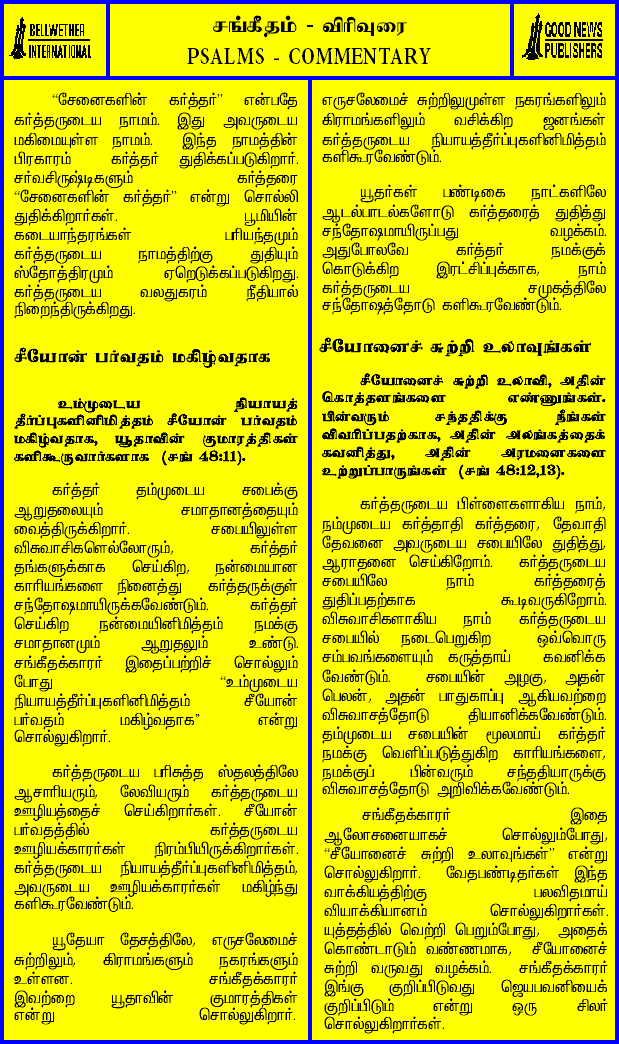 BELLWETHER
INTERNATIONAL
சங்கீதம் - விரிவுரை
PSALMS - COMMENTARY
GOOD NEWS
PUBLISHERS
“சேனைகளின் கர்த்தர்” என்பதே
கர்த்தருடைய நாமம். இது அவருடைய
மகிமையுள்ள நாமம். இந்த நாமத்தின்
பிரகாரம் கர்த்தர் துதிக்கப்படுகிறார்.
சர்வசிருஷ்டிகளும் கர்த்தரை
“சேனைகளின் கர்த்தர்” என்று சொல்லி
துதிக்கிறார்கள். பூமியின்
கடையாந்தரங்கள் பரியந்தமும்
கர்த்தருடைய நாமத்திற்கு துதியும்
ஸ்தோத்திரமும் ஏறெடுக்கப்படுகிறது.
கர்த்தருடைய வலதுகரம் நீதியால்
நிறைந்திருக்கிறது.
சீயோன் பர்வதம் மகிழ்வதாக
உம்முடைய நியாயத்
தீர்ப்புகளினிமித்தம் சீயோன் பர்வதம்
மகிழ்வதாக, யூதாவின் குமாரத்திகள்
களிகூருவார்களாக (சங் 48:11).
கர்த்தர் தம்முடைய சபைக்கு
ஆறுதலையும் சமாதானத்தையும்
வைத்திருக்கிறார். சபையிலுள்ள
விசுவாசிகளெல்லோரும், கர்த்தர்
தங்களுக்காக செய்கிற, நன்மையான
காரியங்களை நினைத்து கர்த்தருக்குள்
சந்தோஷமாயிருக்கவேண்டும். கர்த்தர்
செய்கிற நன்மையினிமித்தம் நமக்கு
சமாதானமும் ஆறுதலும் உண்டு.
சங்கீதக்காரர் இதைப்பற்றிச் சொல்லும்
போது “உம்முடைய
நியாயத்தீர்ப்புகளினிமித்தம் சீயோன்
பர்வதம் மகிழ்வதாக” என்று
சொல்லுகிறார்.
கர்த்தருடைய பரிசுத்த ஸ்தலத்திலே
ஆசாரியரும், லேவியரும் கர்த்தருடைய
ஊழியத்தைச் செய்கிறார்கள். சீயோன்
பர்வதத்தில் கர்த்தருடைய
ஊழியக்காரர்கள் நிரம்பியிருக்கிறார்கள்.
கர்த்தருடைய நியாயத்தீர்ப்புகளினிமித்தம்,
அவருடைய ஊழியக்காரர்கள் மகிழ்ந்து
களிகூரவேண்டும்.
யூதேயா தேசத்திலே, எருசலேமைச்
சுற்றிலும், கிராமங்களும் நகரங்களும்
உள்ளன. சங்கீதக்காரர்
இவற்றை யூதாவின் குமாரத்திகள்
என்று சொல்லுகிறார்.
எருசலேமைச் சுற்றிலுமுள்ள நகரங்களிலும்
கிராமங்களிலும் வசிக்கிற ஜனங்கள்
கர்த்தருடைய நியாயத்தீர்ப்புகளினிமித்தம்
களிகூரவேண்டும்.
யூதர்கள் பண்டிகை நாட்களிலே
ஆடல்பாடல்களோடு கர்த்தரைத் துதித்து
சந்தோஷமாயிருப்பது வழக்கம்.
அதுபோலவே கர்த்தர் நமக்குக்
கொடுக்கிற இரட்சிப்புக்காக, நாம்
கர்த்தருடைய சமுகத்திலே
சந்தோஷத்தோடு களிகூரவேண்டும்.
சீயோனைச் சுற்றி உலாவுங்கள்
சீயோனைச் சுற்றி உலாவி, அதின்
கொத்தளங்களை எண்ணுங்கள்.
பின்வரும் சந்ததிக்கு நீங்கள்
விவரிப்பதற்காக, அதின் அலங்கத்தைக்
கவனித்து, அதின் அரமனைகளை
உற்றுப்பாருங்கள் (சங் 48:12,13).
கர்த்தருடைய பிள்ளைகளாகிய நாம்,
நம்முடைய கர்த்தாதி கர்த்தரை, தேவாதி
தேவனை அவருடைய சபையிலே துதித்து,
ஆராதனை செய்கிறோம். கர்த்தருடைய
சபையிலே நாம் கர்த்தரைத்
துதிப்பதற்காக கூடிவருகிறோம்.
விசுவாசிகளாகிய நாம் கர்த்தருடைய
சபையில் நடைபெறுகிற ஒவ்வொரு
சம்பவங்களையும் கருத்தாய் கவனிக்க
வேண்டும். சபையின் அழகு, அதன்
பெலன், அதன் பாதுகாப்பு ஆகியவற்றை
விசுவாசத்தோடு தியானிக்கவேண்டும்.
தம்முடைய சபையின் மூலமாய் கர்த்தர்
நமக்கு வெளிப்படுத்துகிற காரியங்களை,
நமக்குப் பின்வரும் சந்ததியாருக்கு
விசுவாசத்தோடு அறிவிக்கவேண்டும்.
சங்கீதக்காரர் இதை
ஆலோசனையாகச் சொல்லும்போது,
“சீயோனைச் சுற்றி உலாவுங்கள்” என்று
சொல்லுகிறார். வேதபண்டிதர்கள் இந்த
வாக்கியத்திற்கு பலவிதமாய்
வியாக்கியானம் சொல்லுகிறார்கள்.
யுத்தத்தில் வெற்றி பெறும்போது, அதைக்
கொண்டாடும் வண்ணமாக, சீயோனைச்
சுற்றி வருவது வழக்கம். சங்கீதக்காரர்
இங்கு குறிப்பிடுவது ஜெயபவனியைக்
குறிப்பிடும் என்று ஒரு சிலர்
சொல்லுகிறார்கள்.